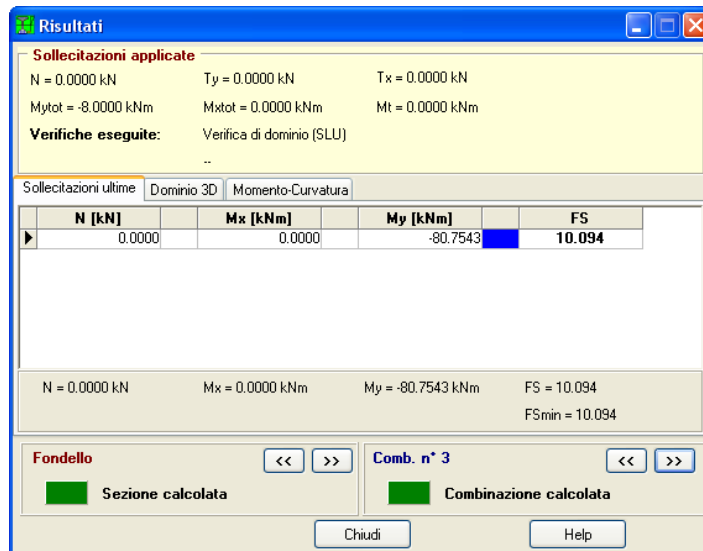 Risultati
Sollecitazioni applicate
N = 0.0000 kN Ty = 0.0000 kN Tx = 0.0000 kN
Mytot = -8.0000 kNm Mxtot = 0.0000 kNm Mt = 0.0000 kNm
Verifiche eseguite: Verifica di dominio (SLU)
--
Sollecitazioni ultime Dominio 3D Momento-Curvatura
N [kN] Mx [kNm] My [kNm] FS
0.0000 0.0000 -80.7543 10.094
N = 0.0000 kN Mx = 0.0000 kNm My = -80.7543 kNm FS = 10.094
FSmin = 10.094
Fondello << >> Comb. n° 3 << >>
Sezione calcolata Combinazione calcolata
Chiudi Help